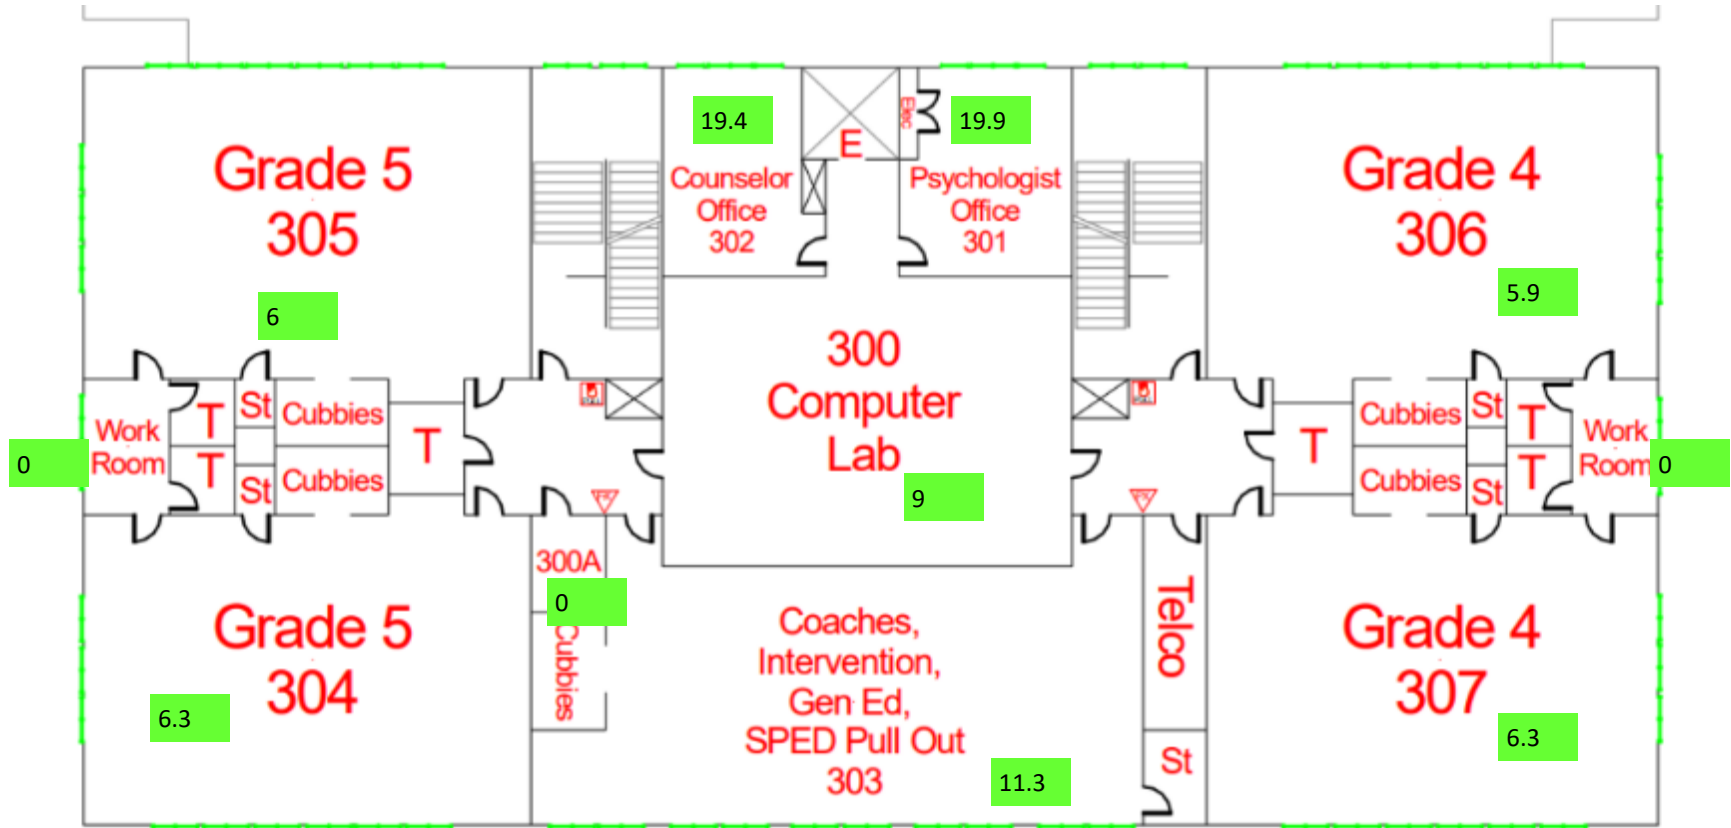 19.4
19.9
Elec
E
Grade 5
305
Counselor
Office
302
Psychologist
Office
301
Grade 4
306
6
5.9
300
Computer
Lab
9
Work
Room
0
T
T
St
St
Cubbies
Cubbies
T
PULL
PULL
T
Cubbies
Cubbies
St
St
T
T
Work
Room
0
300A
0
Cubbies
Grade 5
304
6.3
Coaches,
Intervention,
Gen Ed,
SPED Pull Out
303
11.3
Telco
St
Grade 4
307
6.3